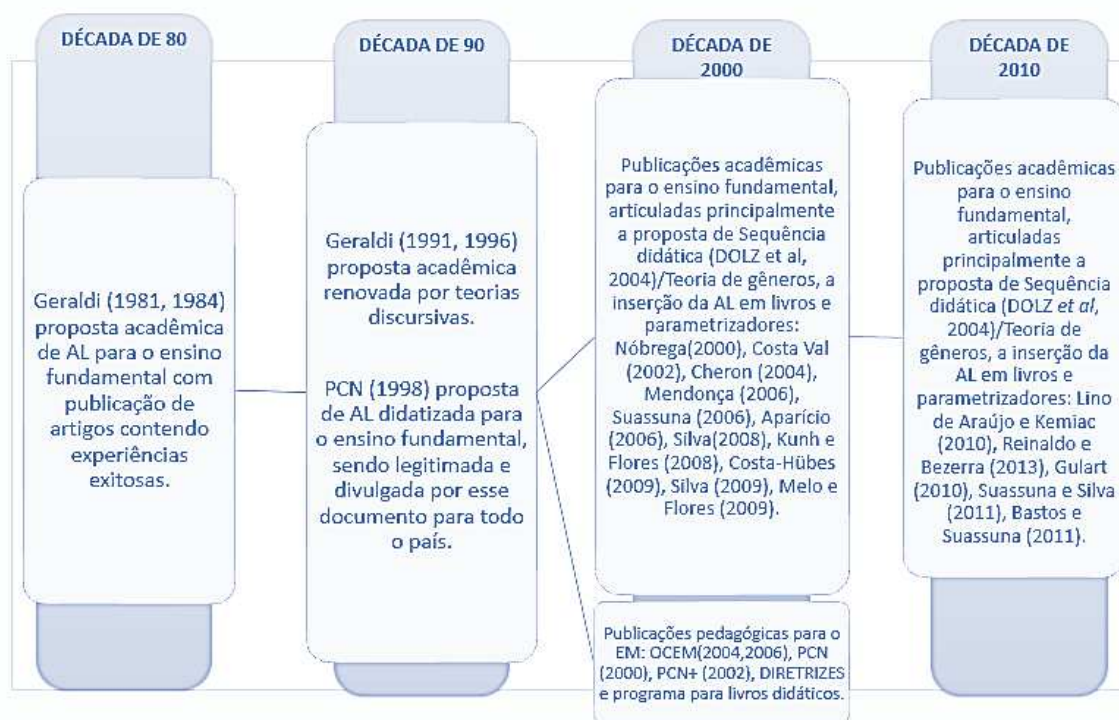 DÉCADA DE 80
Geraldi (1981, 1984)
proposta acadêmica
de AL para o ensino
fundamental com
publicação de
artigos contendo
experiências
exitosas.
DÉCADA DE 90
Geraldi (1991, 1996)
proposta acadêmica
renovada por teorias
discursivas.
PCN (1998) proposta
de AL didatizada para
o ensino fundamental,
sendo legitimada e
divulgada por esse
documento para todo
o país.
DÉCADA DE
2000
Publicações acadêmicas
para o ensino fundamental,
articuladas principalmente
a proposta de Sequência
didática (DOLZ et al,
2004)/Teoria de gêneros, a
inserção da AL em livros e
parametrizadores:
Nóbrega(2000), Costa Val
(2002), Cheron (2004),
Mendonça (2006),
Suassuna (2006), Aparício
(2006), Silva(2008), Kunh e
Flores (2008), Costa-Hübes
(2009), Silva (2009), Melo e
Flores (2009).
Publicações pedagógicas para o
EM: OCEM(2004,2006), PCN
(2000), PCN+ (2002), DIRETRIZES
e programa para livros didáticos.
DÉCADA DE
2010
Publicações acadêmicas
para o ensino
fundamental,
articuladas
principalmente a
proposta de Sequência
didática (DOLZ et al,
2004)/Teoria de
gêneros, a inserção da
AL em livros e
parametrizadores: Lino
de Araújo e Kemiac
(2010), Reinaldo e
Bezerra (2013), Gulart
(2010), Suassuna e Silva
(2011), Bastos e
Suassuna (2011).